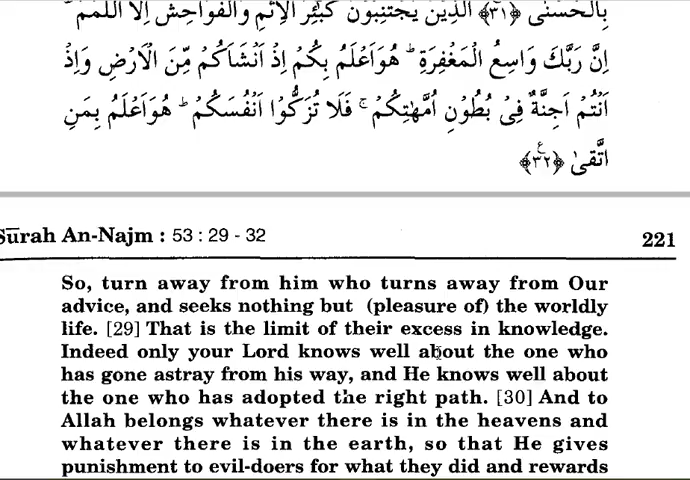 بِالْحُسْنٰى ﴿٣١﴾ اَلَّذِيْنَ يَجْتَنِبُوْنَ كَبٰٓئِرَ الْاِثْمِ وَالْفَوَاحِشَ اِلَّا اللَّمَمَ ؕ
اِنَّ رَبَّكَ وَاسِعُ الْمَغْفِرَةِ ؕ هُوَ اَعْلَمُ بِكُمْ اِذْ اَنْشَاَكُمْ مِّنَ الْاَرْضِ وَاِذْ
اَنْتُمْ اَجِنَّةٌ فِىْ بُطُوْنِ اُمَّهٰتِكُمْ ۚ فَلَا تُزَكُّوْٓا اَنْفُسَكُمْ ؕ هُوَ اَعْلَمُ بِمَنِ
اتَّقٰى ﴿٣٢﴾ ع
Sūrah An-Najm : 53 : 29 - 32
221
So, turn away from him who turns away from Our
advice, and seeks nothing but (pleasure of) the worldly
life. [29] That is the limit of their excess in knowledge.
Indeed only your Lord knows well about the one who
has gone astray from his way, and He knows well about
the one who has adopted the right path. [30] And to
Allah belongs whatever there is in the heavens and
whatever there is in the earth, so that He gives
punishment to evil-doers for what they did and rewards